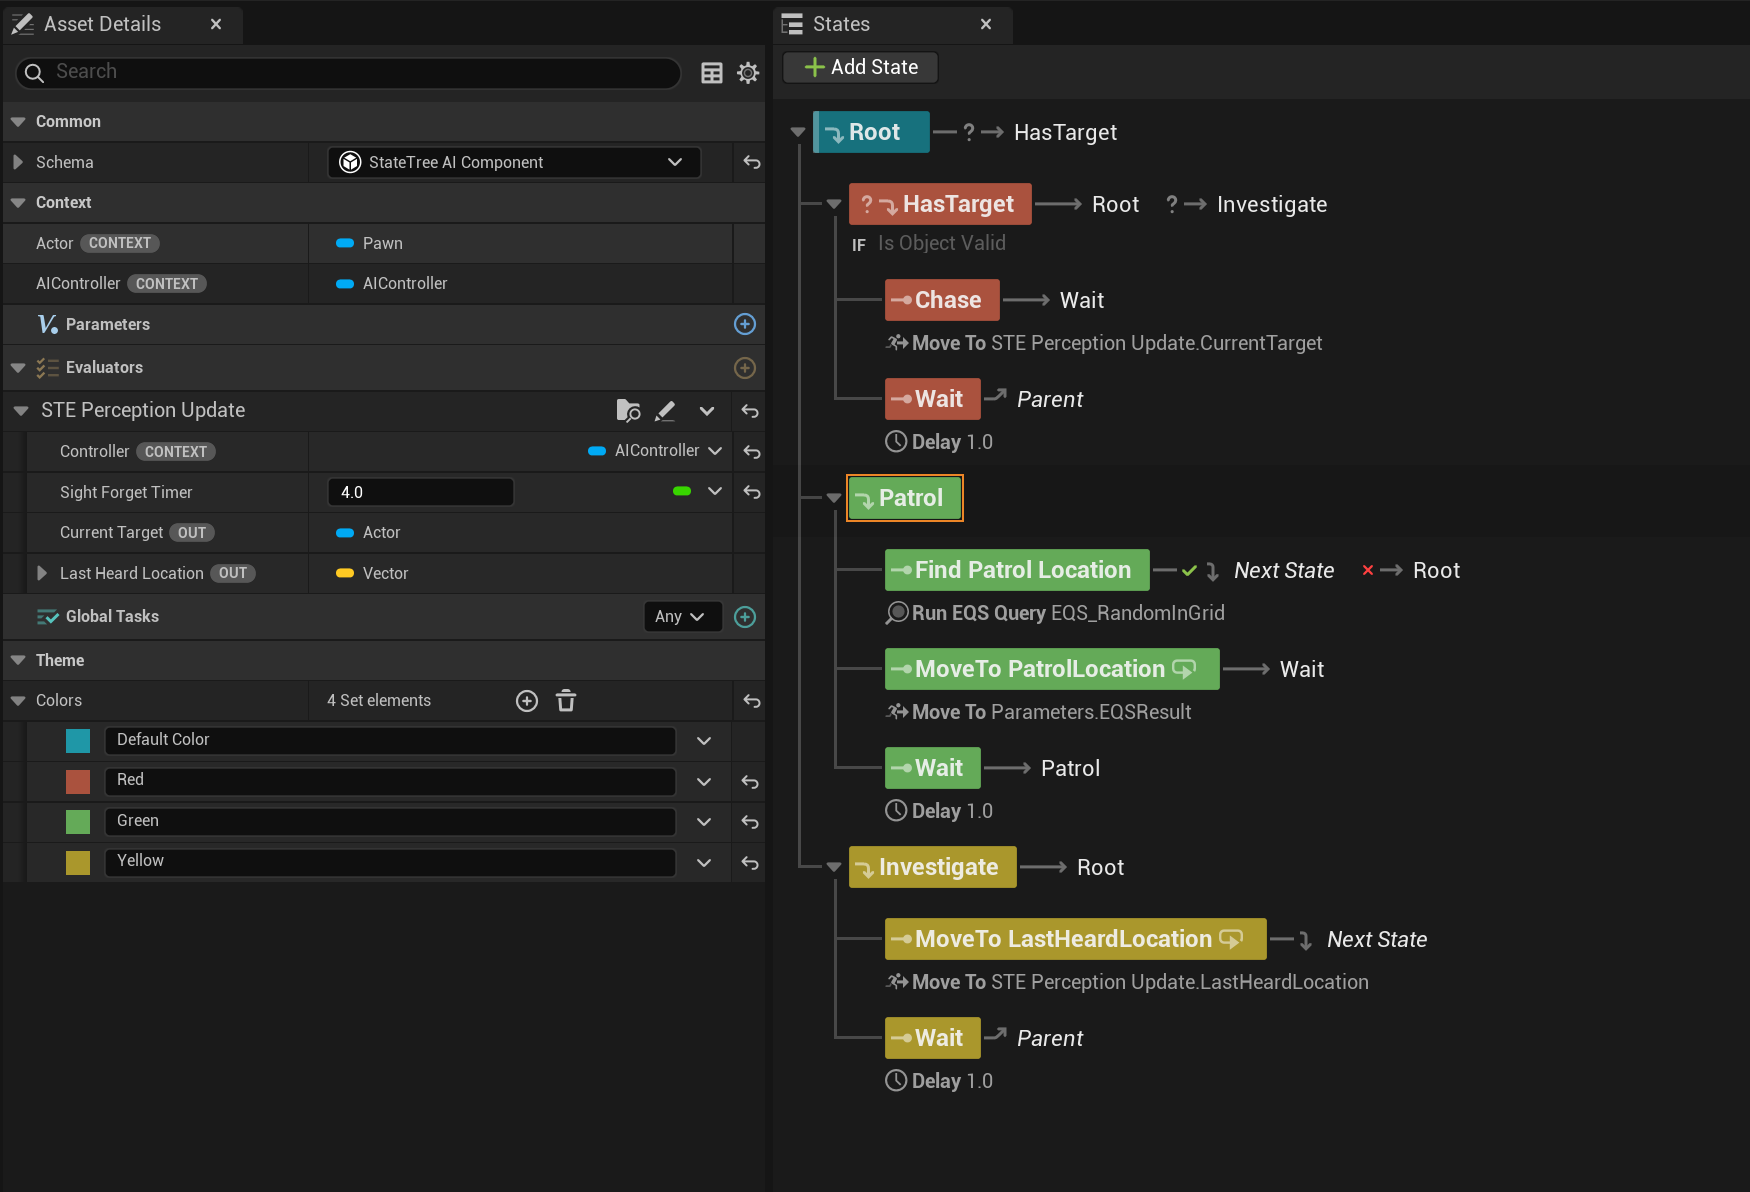 Asset Details
Search
Common
Schema
StateTree AI Component
Context
Actor CONTEXT
Pawn
AIController CONTEXT
AIController
Parameters
Evaluators
STE Perception Update
Controller CONTEXT
AIController
Sight Forget Timer
4.0
Current Target OUT
Actor
Last Heard Location OUT
Vector
Global Tasks
Any
Theme
Colors
4 Set elements
Default Color
Red
Green
Yellow
States
Add State
Root ? HasTarget
? HasTarget Root ? Investigate
IF Is Object Valid
Chase Wait
Move To STE Perception Update.CurrentTarget
Wait Parent
Delay 1.0
Patrol
Find Patrol Location Next State Root
Run EQS Query EQS_RandomInGrid
MoveTo PatrolLocation Wait
Move To Parameters.EQSResult
Wait Patrol
Delay 1.0
Investigate Root
MoveTo LastHeardLocation Next State
Move To STE Perception Update.LastHeardLocation
Wait Parent
Delay 1.0